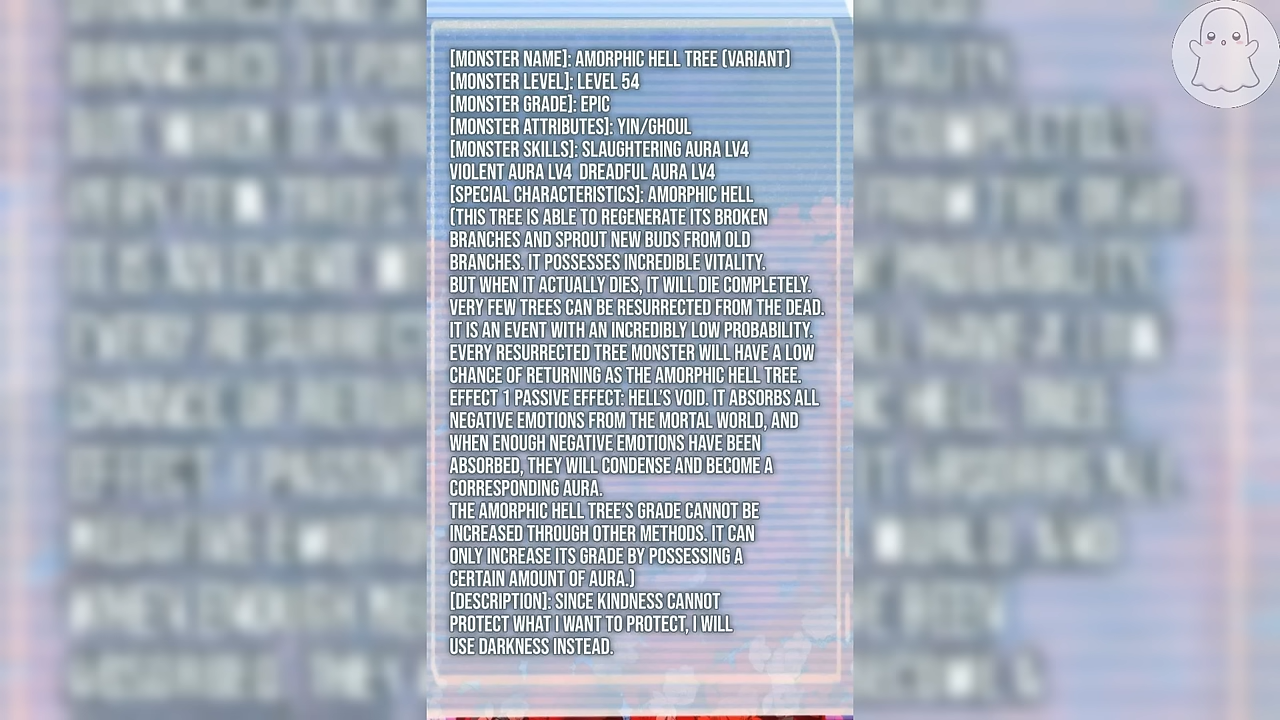 [MONSTER NAME]: AMORPHIC HELL TREE (VARIANT)
[MONSTER LEVEL]: LEVEL 54
[MONSTER GRADE]: EPIC
[MONSTER ATTRIBUTES]: YIN/GHOUL
[MONSTER SKILLS]: SLAUGHTERING AURA LV4
VIOLENT AURA LV4 DREADFUL AURA LV4
[SPECIAL CHARACTERISTICS]: AMORPHIC HELL
(THIS TREE IS ABLE TO REGENERATE ITS BROKEN
BRANCHES AND SPROUT NEW BUDS FROM OLD
BRANCHES. IT POSSESSES INCREDIBLE VITALITY.
BUT WHEN IT ACTUALLY DIES, IT WILL DIE COMPLETELY.
VERY FEW TREES CAN BE RESURRECTED FROM THE DEAD.
IT IS AN EVENT WITH AN INCREDIBLY LOW PROBABILITY.
EVERY RESURRECTED TREE MONSTER WILL HAVE A LOW
CHANCE OF RETURNING AS THE AMORPHIC HELL TREE.
EFFECT 1 PASSIVE EFFECT: HELL'S VOID. IT ABSORBS ALL
NEGATIVE EMOTIONS FROM THE MORTAL WORLD, AND
WHEN ENOUGH NEGATIVE EMOTIONS HAVE BEEN
ABSORBED, THEY WILL CONDENSE AND BECOME A
CORRESPONDING AURA.
THE AMORPHIC HELL TREE'S GRADE CANNOT BE
INCREASED THROUGH OTHER METHODS. IT CAN
ONLY INCREASE ITS GRADE BY POSSESSING A
CERTAIN AMOUNT OF AURA.)
[DESCRIPTION]: SINCE KINDNESS CANNOT
PROTECT WHAT I WANT TO PROTECT, I WILL
USE DARKNESS INSTEAD.